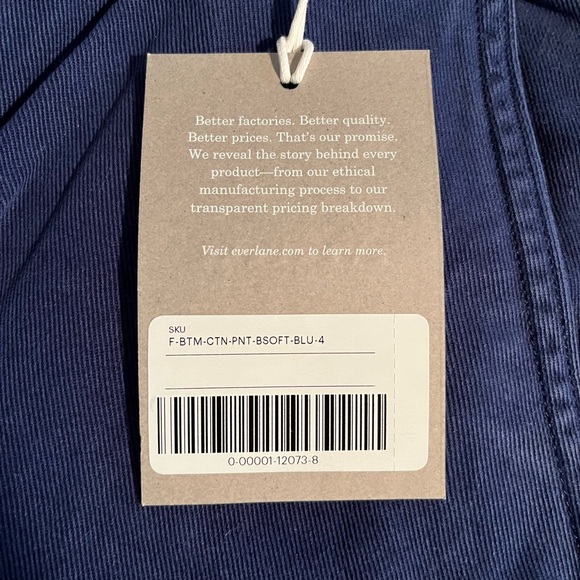 Better factories. Better quality.
Better prices. That's our promise.
We reveal the story behind every
product—from our ethical
manufacturing process to our
transparent pricing breakdown.
Visit everlane.com to learn more.
SKU
F-BTM-CTN-PNT-BSOFT-BLU-4
0-00001-12073-8